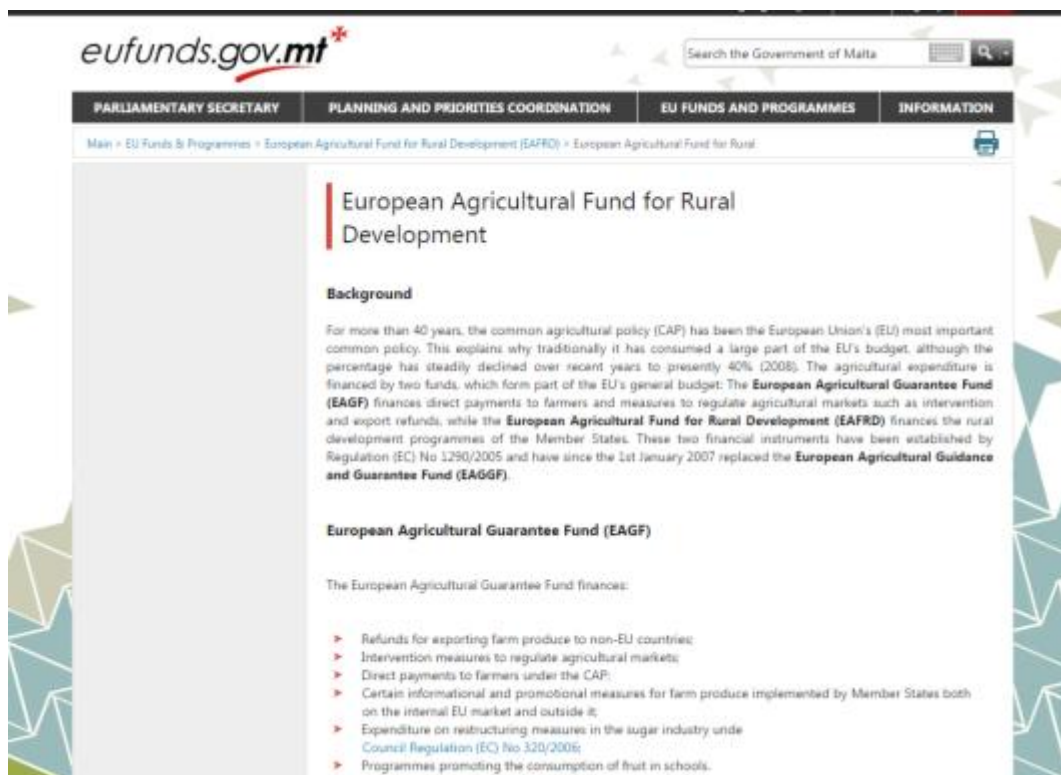 eufunds.gov.mt
Search the Government of Malta
PARLIAMENTARY SECRETARY PLANNING AND PRIORITIES COORDINATION EU FUNDS AND PROGRAMMES INFORMATION
Main > EU Funds & Programmes > European Agricultural Fund for Rural Development (EAFRD) > European Agricultural Fund for Rural
European Agricultural Fund for Rural
Development
Background
For more than 40 years, the common agricultural policy (CAP) has been the European Union's (EU) most important
common policy. This explains why traditionally it has consumed a large part of the EU's budget, although the
percentage has steadily declined over recent years to presently 40% (2008). The agricultural expenditure is
financed by two funds, which form part of the EU's general budget: The European Agricultural Guarantee Fund
(EAGF) finances direct payments to farmers and measures to regulate agricultural markets such as intervention
and export refunds, while the European Agricultural Fund for Rural Development (EAFRD) finances the rural
development programmes of the Member States. These two financial instruments have been established by
Regulation (EC) No 1290/2005 and have since the 1st January 2007 replaced the European Agricultural Guidance
and Guarantee Fund (EAGGF).
European Agricultural Guarantee Fund (EAGF)
The European Agricultural Guarantee Fund finances:
Refunds for exporting farm produce to non-EU countries;
Intervention measures to regulate agricultural markets;
Direct payments to farmers under the CAP;
Certain informational and promotional measures for farm produce implemented by Member States both
on the internal EU market and outside it;
Expenditure on restructuring measures in the sugar industry unde
Council Regulation (EC) No 320/2006;
Programmes promoting the consumption of fruit in schools.